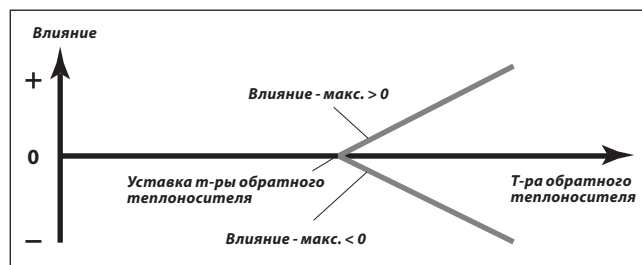 Влияние
+
Влияние - макс. > 0
0
Уставка т-ры обратного
теплоносителя
Т-ра обратного
теплоносителя
Влияние - макс. < 0
–